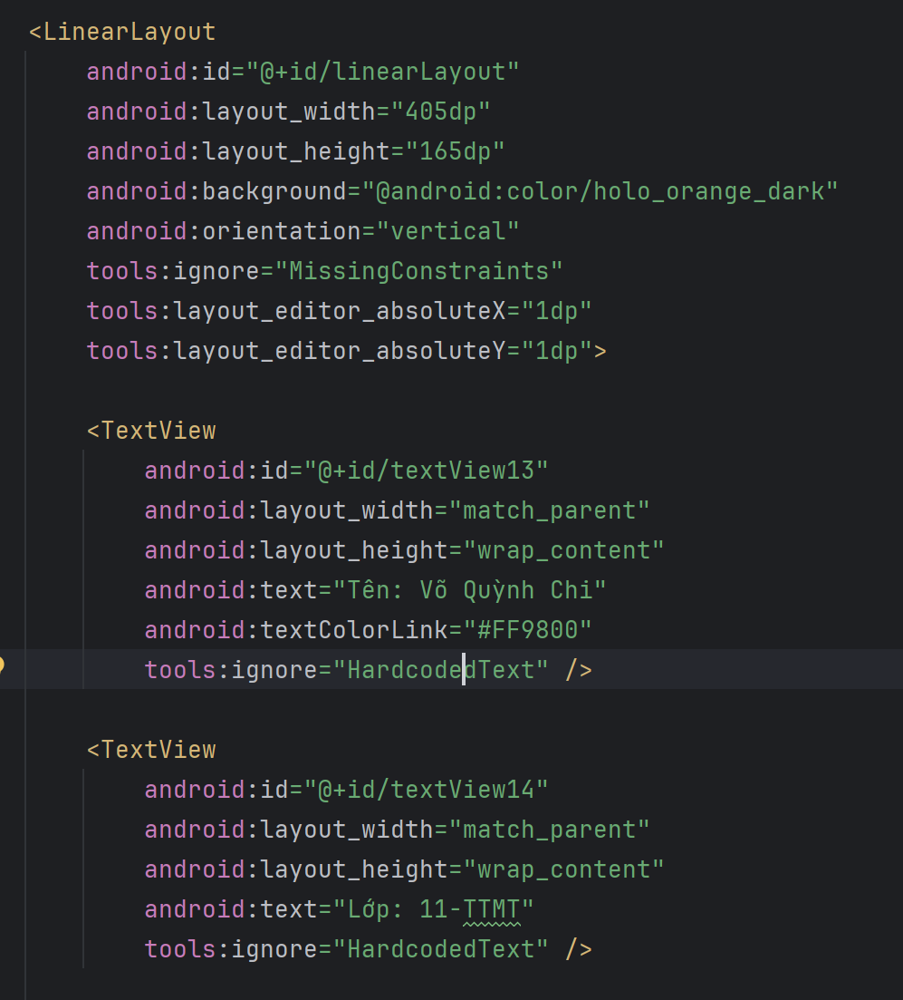 <LinearLayout
android:id="@+id/linearLayout"
android:layout_width="405dp"
android:layout_height="165dp"
android:background="@android:color/holo_orange_dark"
android:orientation="vertical"
tools:ignore="MissingConstraints"
tools:layout_editor_absoluteX="1dp"
tools:layout_editor_absoluteY="1dp">
<TextView
android:id="@+id/textView13"
android:layout_width="match_parent"
android:layout_height="wrap_content"
android:text="Tên: Võ Quỳnh Chi"
android:textColorLink="#FF9800"
tools:ignore="HardcodedText" />
<TextView
android:id="@+id/textView14"
android:layout_width="match_parent"
android:layout_height="wrap_content"
android:text="Lớp: 11-TTMT"
tools:ignore="HardcodedText" />